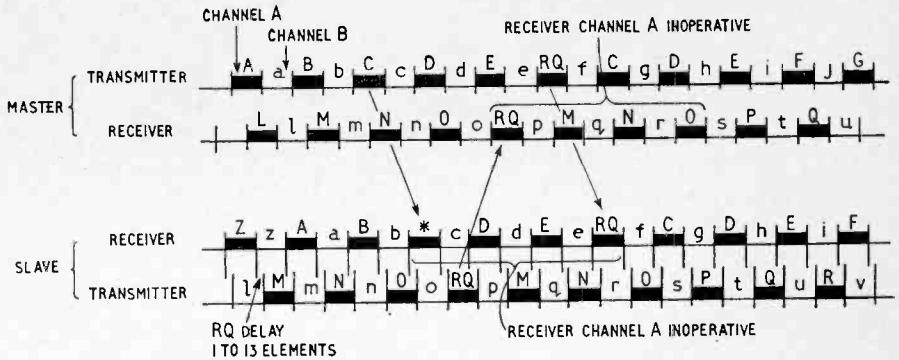 CHANNEL A
CHANNEL B
RECEIVER CHANNEL A INOPERATIVE
MASTER
TRANSMITTER
A a B b C c D d E e RQ f C g D h E i F J G
RECEIVER
L l M m N n O o RQ p M q N r O s P t Q u
SLAVE
RECEIVER
Z z A a B b * c D d E e RQ f C g D h E i F
TRANSMITTER
l M m N n O o RQ p M q N r O s P t Q u R v
RQ DELAY
1 TO 13 ELEMENTS
RECEIVER CHANNEL A INOPERATIVE